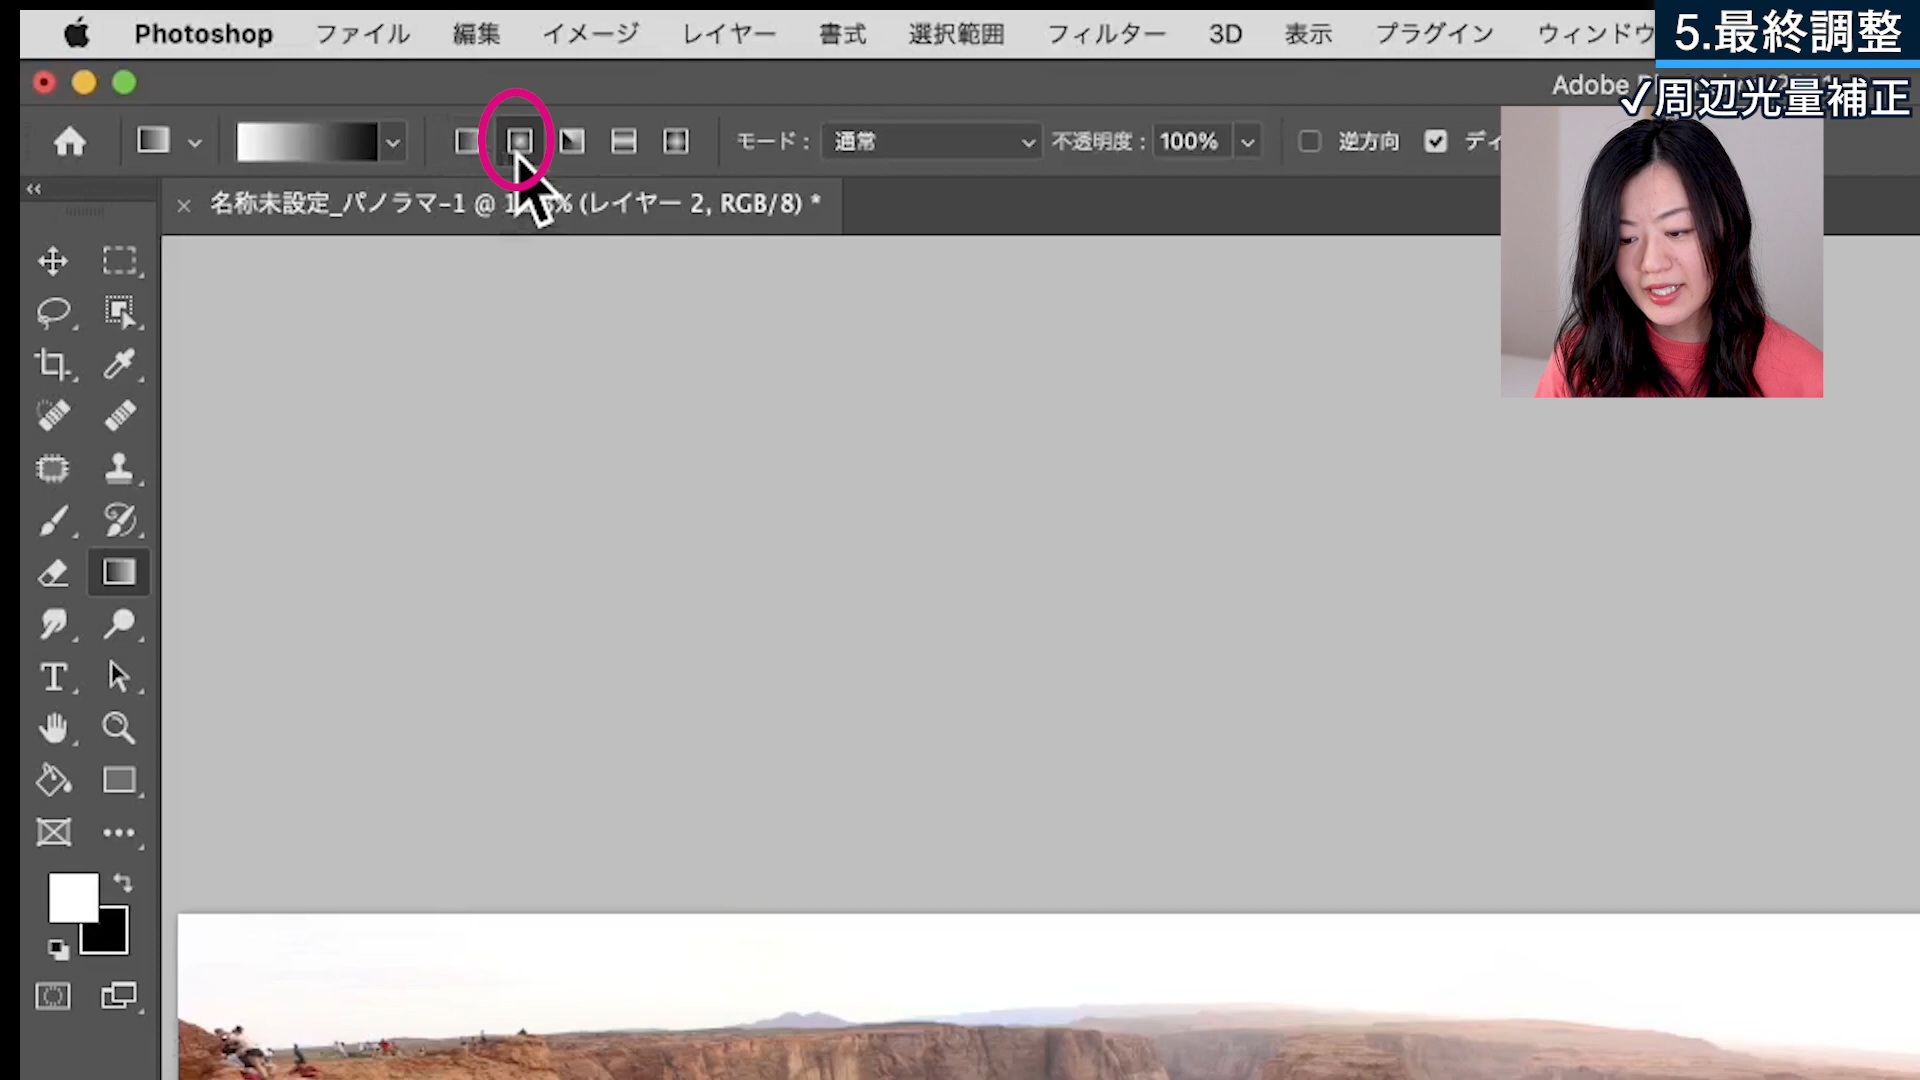 Photoshop ファイル 編集 イメージ レイヤー 書式 選択範囲 フィルター 3D 表示 プラグイン ウィンドウ
5.最終調整
Adobe
✓周辺光量補正
モード： 通常 不透明度： 100% 逆方向 ディ
× 名称未設定_パノラマ-1 @ % (レイヤー 2, RGB/8) *